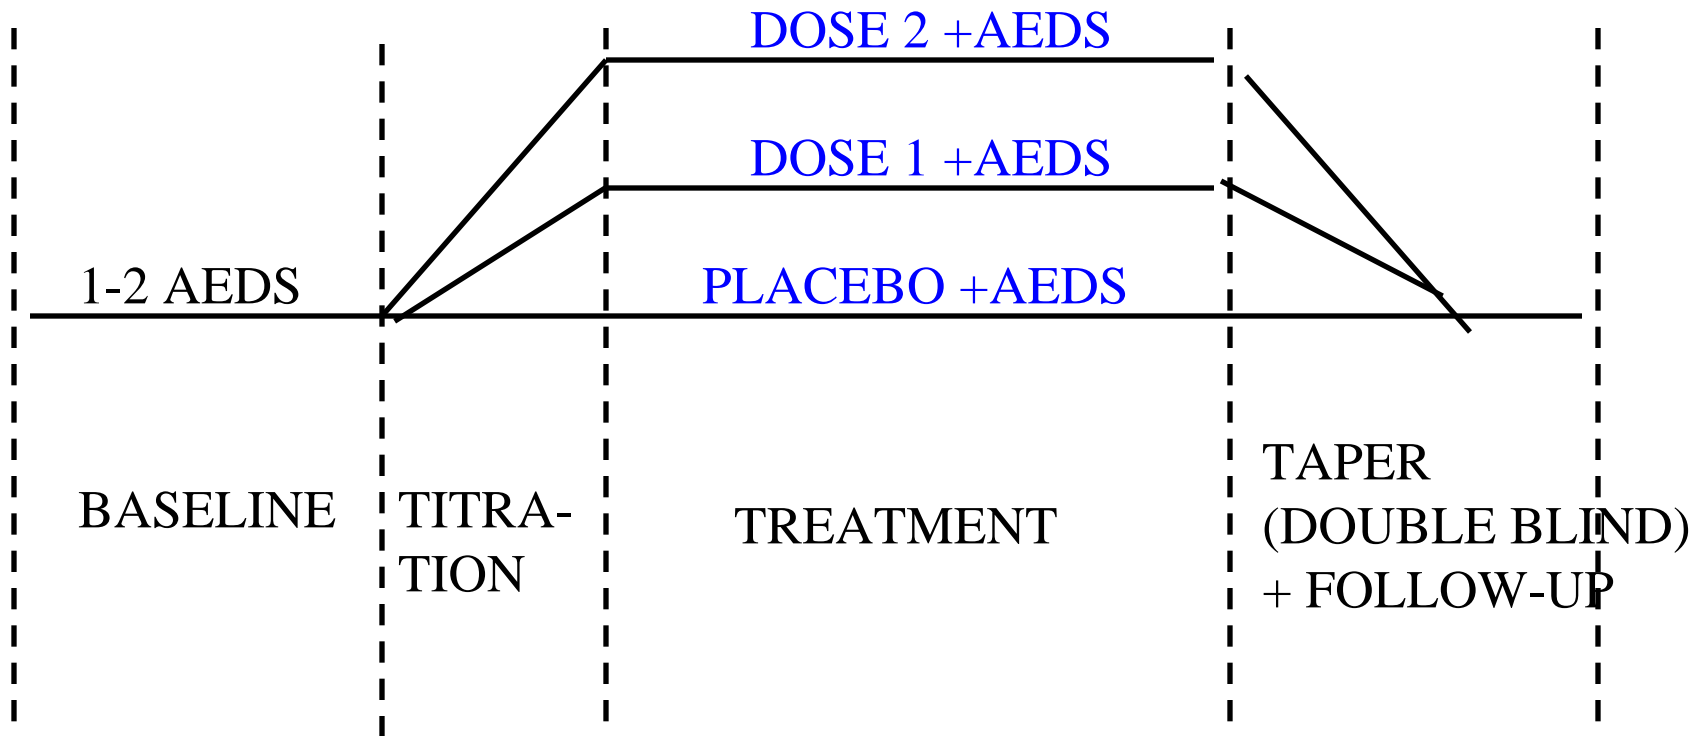 DOSE 2 +AEDS
DOSE 1 +AEDS
1-2 AEDS
PLACEBO +AEDS
BASELINE
TITRA-
TION
TREATMENT
TAPER
(DOUBLE BLIND)
+ FOLLOW-UP